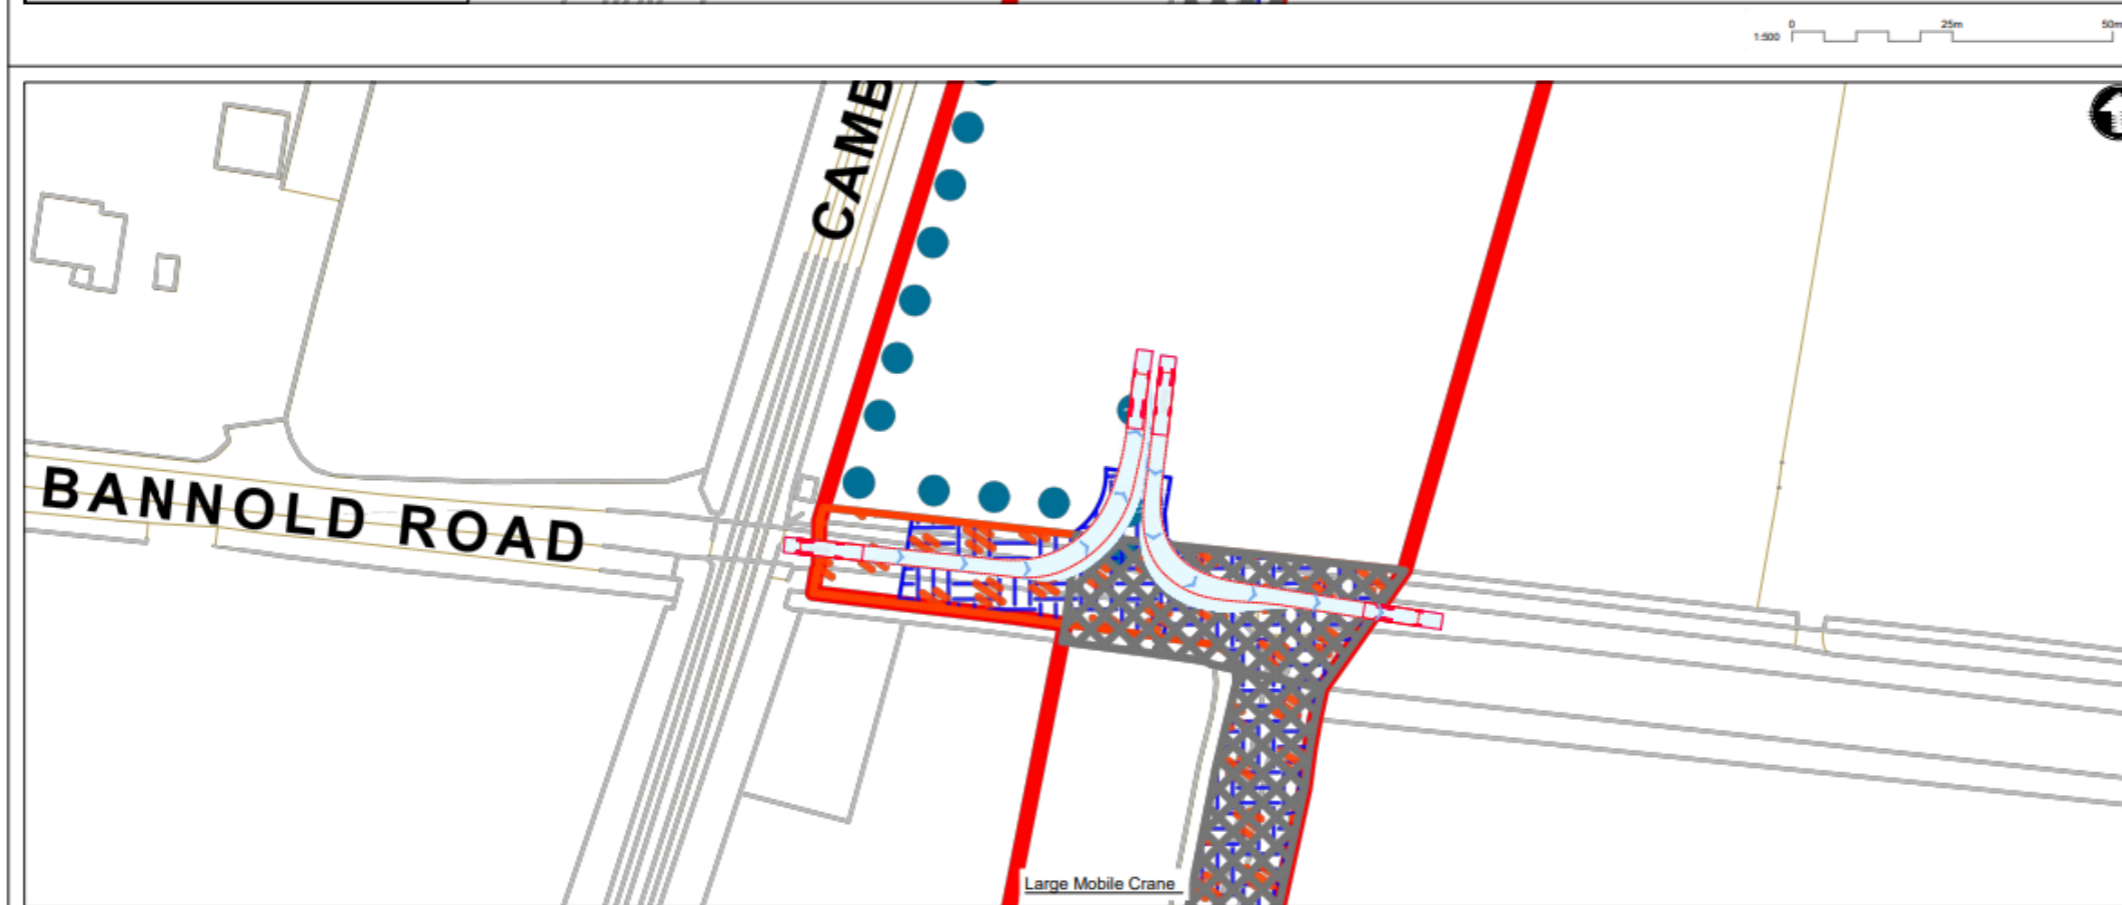 0 25m 50m
1:500
CAMB
BANNOLD ROAD
Large Mobile Crane